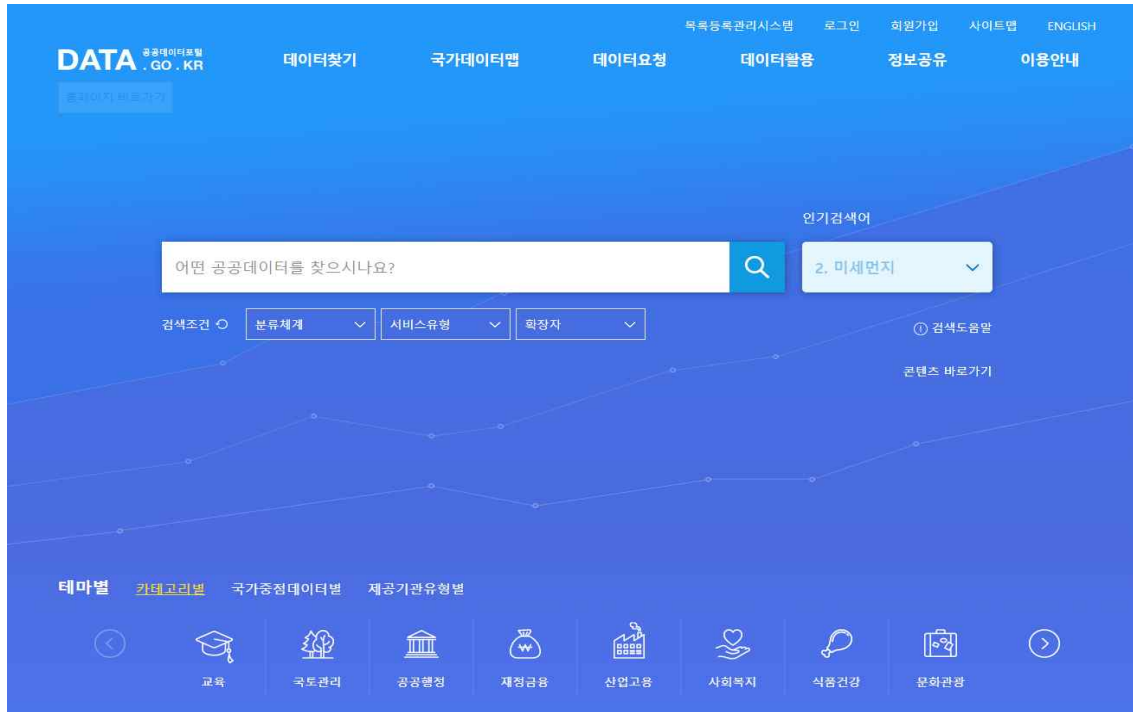 목록등록관리시스템 로그인 회원가입 사이트맵 ENGLISH
DATA 공공데이터포털 .GO.KR
데이터찾기 국가데이터맵 데이터요청 데이터활용 정보공유 이용안내
홈페이지 바로가기
인기검색어
어떤 공공데이터를 찾으시나요?
2. 미세먼지
검색조건 분류체계 서비스유형 확장자
검색도움말
콘텐츠 바로가기
테마별 카테고리별 국가중점데이터별 제공기관유형별
교육 국토관리 공공행정 재정금융 산업고용 사회복지 식품건강 문화관광